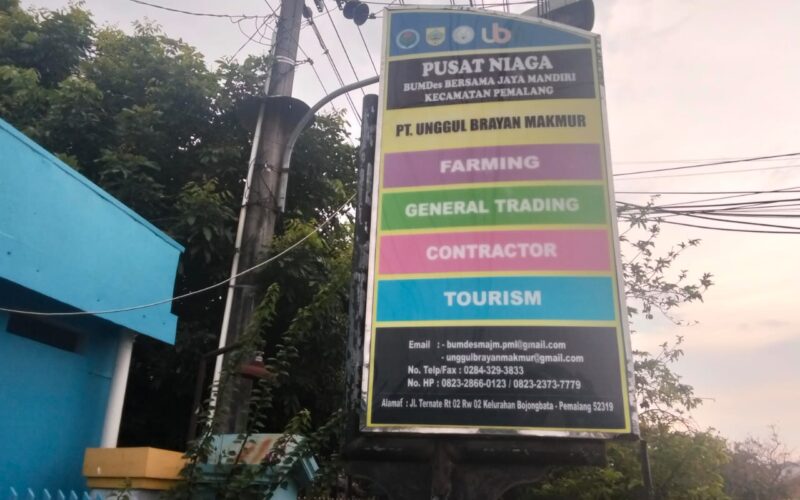 ub
PUSAT NIAGA
BUMDes BERSAMA JAYA MANDIRI
KECAMATAN PEMALANG
PT. UNGGUL BRAYAN MAKMUR
FARMING
GENERAL TRADING
CONTRACTOR
TOURISM
Email : - bumdesmajm.pml@gmail.com
- unggulbrayanmakmur@gmail.com
No. Telp/Fax : 0284-329-3833
No. HP : 0823-2866-0123 / 0823-2373-7779
Alamat : Jl. Ternate Rt 02 Rw 02 Kelurahan Bojongbata - Pemalang 52319